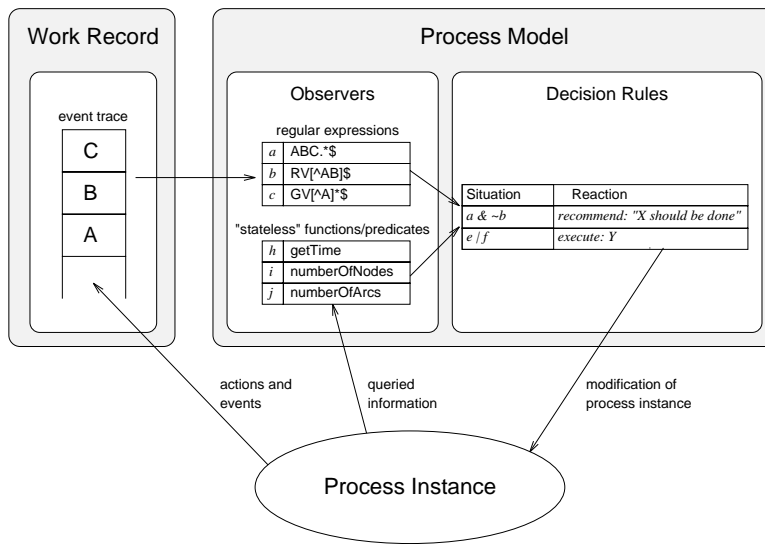 Work Record
event trace
C
B
A
Process Model
Observers
regular expressions
a ABC.*$
b RV[^AB]$
c GV[^A]*$
"stateless" functions/predicates
h getTime
i numberOfNodes
j numberOfArcs
Decision Rules
Situation Reaction
a & ~b recommend: "X should be done"
e | f execute: Y
actions and
events
queried
information
modification of
process instance
Process Instance